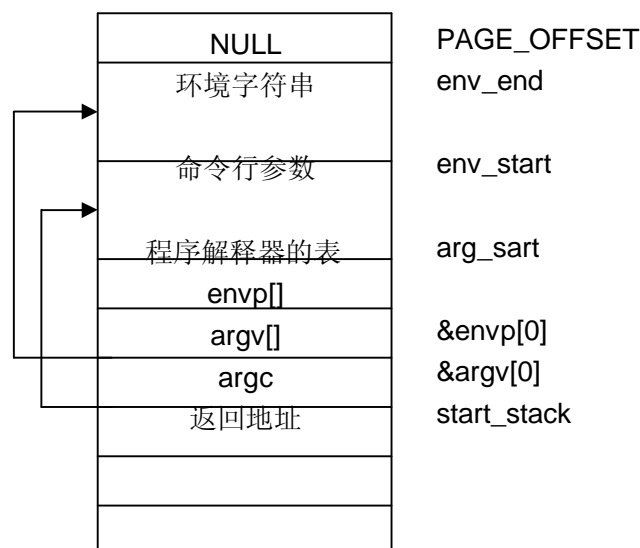 NULL PAGE_OFFSET
环境字符串 env_end
命令行参数 env_start
程序解释器的表 arg_sart
envp[]
argv[] &envp[0]
argc &argv[0]
返回地址 start_stack